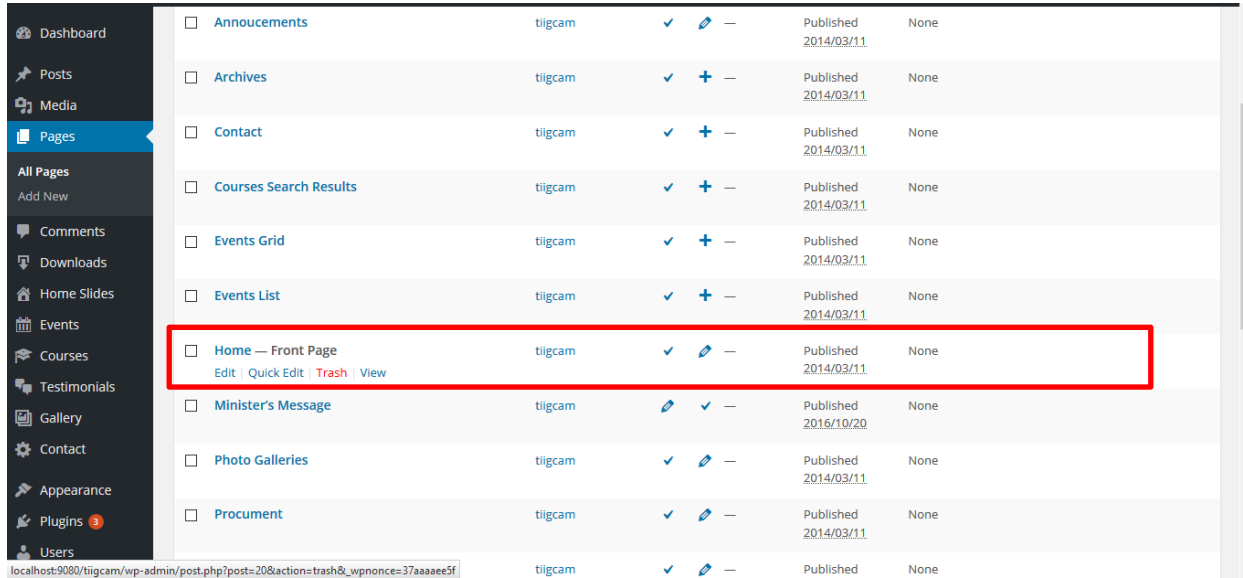 Dashboard
Posts
Media
Pages
All Pages
Add New
Comments
Downloads
Home Slides
Events
Courses
Testimonials
Gallery
Contact
Appearance
Plugins 3
Users
Annoucements tiigcam — Published None
2014/03/11
Archives tiigcam — Published None
2014/03/11
Contact tiigcam — Published None
2014/03/11
Courses Search Results tiigcam — Published None
2014/03/11
Events Grid tiigcam — Published None
2014/03/11
Events List tiigcam — Published None
2014/03/11
Home — Front Page tiigcam — Published None
Edit | Quick Edit | Trash | View 2014/03/11
Minister's Message tiigcam — Published None
2016/10/20
Photo Galleries tiigcam — Published None
2014/03/11
Procument tiigcam — Published None
2014/03/11
tiigcam — Published None
localhost:9080/tiigcam/wp-admin/post.php?post=20&action=trash&_wpnonce=37aaaaee5f